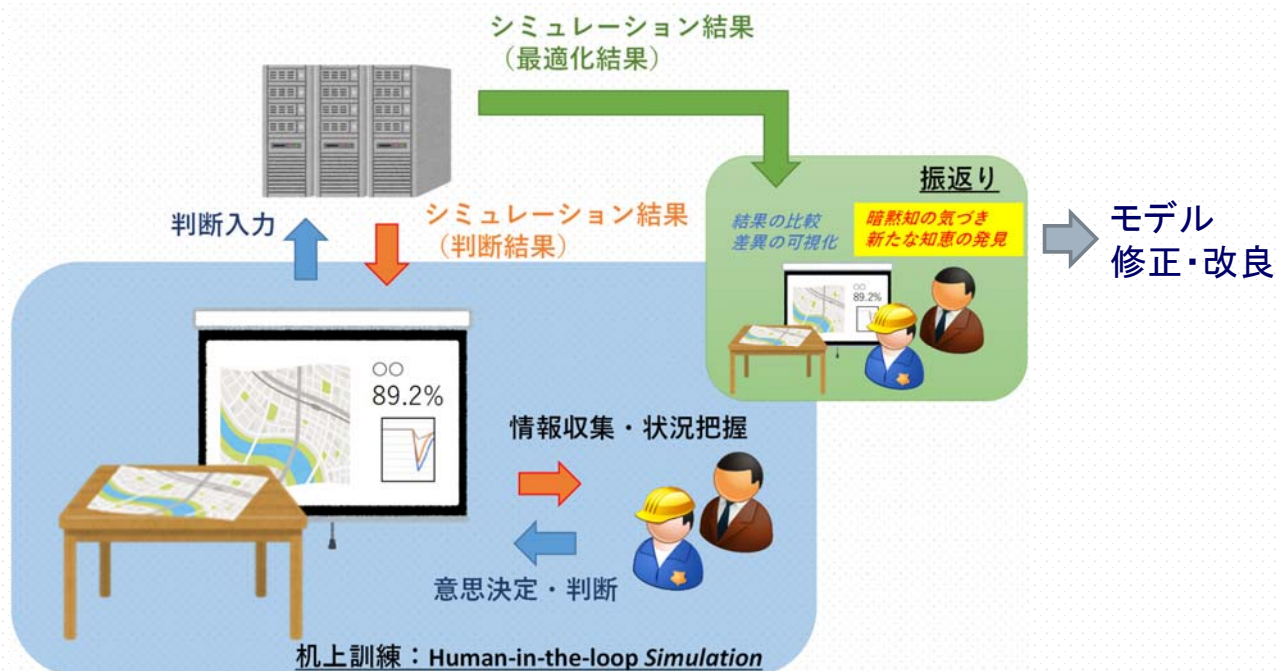 シミュレーション結果
（最適化結果）
判断入力
シミュレーション結果
（判断結果）
振返り
結果の比較
差異の可視化
暗黙知の気づき
新たな知恵の発見
○○
89.2%
モデル
修正・改良
○○
89.2%
情報収集・状況把握
意思決定・判断
机上訓練：Human-in-the-loop Simulation